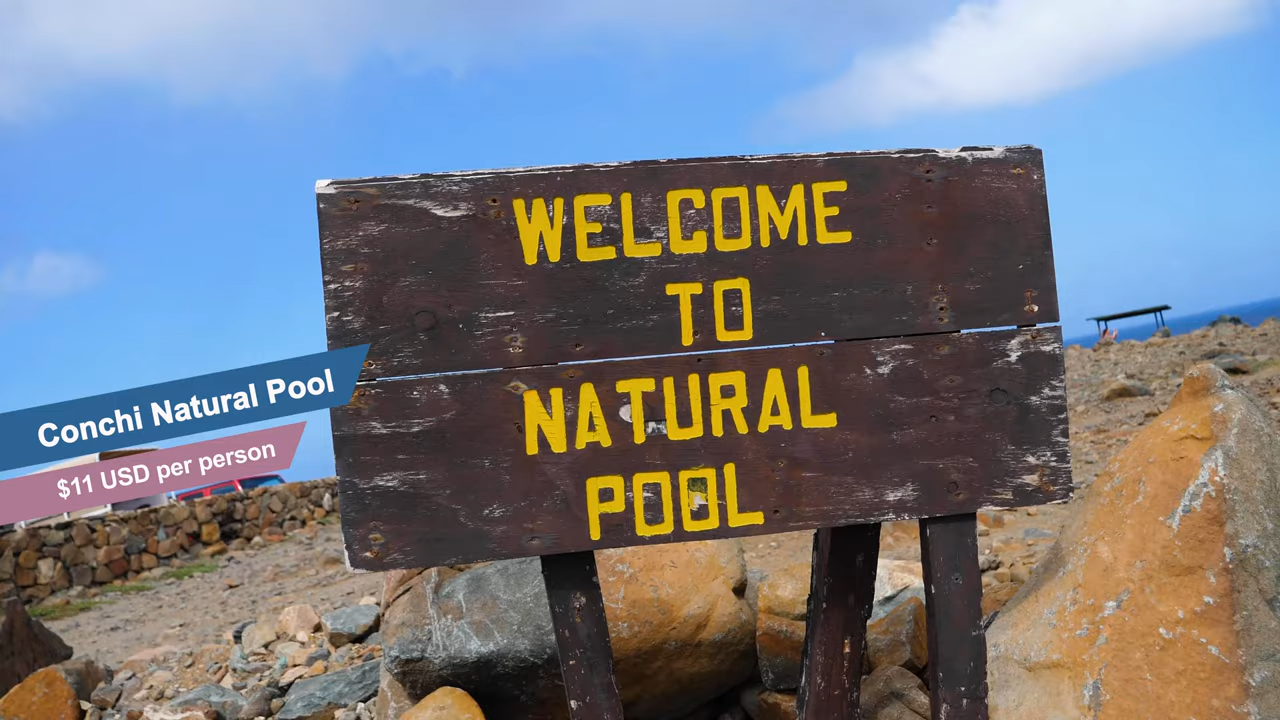 WELCOME
TO
NATURAL
POOL
Conchi Natural Pool
$11 USD per person